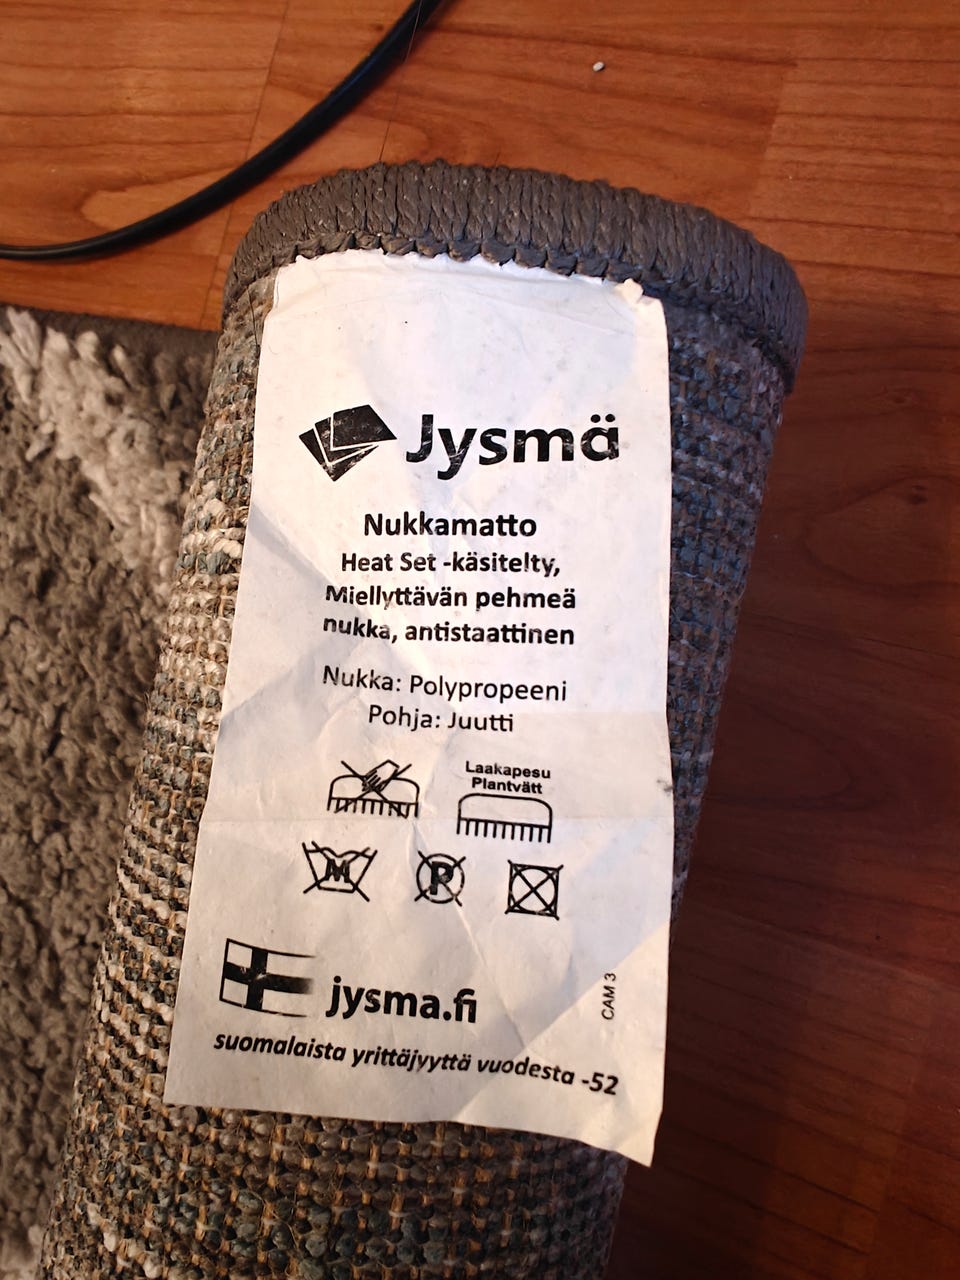 Jysmä
Nukkamatto
Heat Set -käsitelty,
Miellyttävän pehmeä
nukka, antistaattinen
Nukka: Polypropeeni
Pohja: Juutti
Laakapesu
Plantvätt
M
P
jysma.fi
CAM 3
suomalaista yrittäjyyttä vuodesta -52